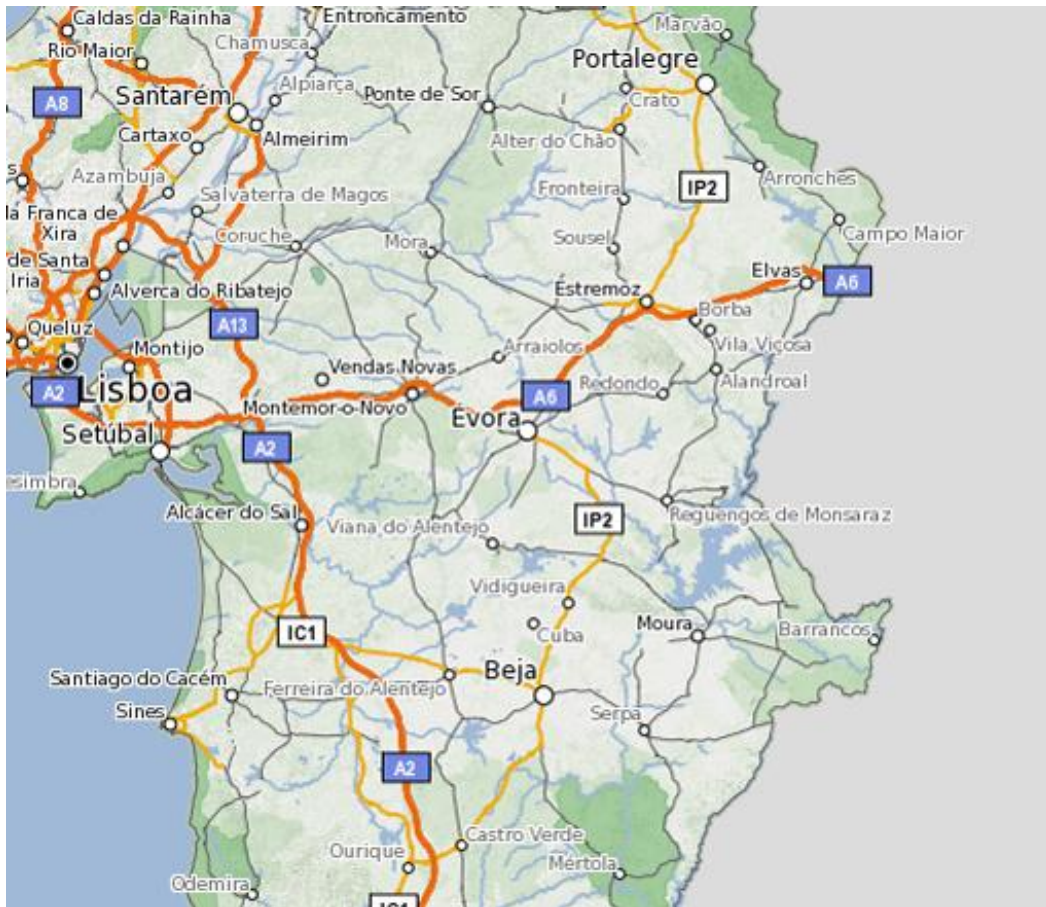 Entroncamento
Caldas da Rainha
Marvão
Rio Maior
Chamusca
Portalegre
Alpiarça
Santarém
Ponte de Sor
Crato
A8
Almeirim
Cartaxo
Alter do Chão
Azambuja
Arronches
Salvaterra de Magos
Fronteira
IP2
la Franca de
Xira
Campo Maior
Coruche
Mora
Sousel
de Santa
Iria
Elvas
A6
Alverca do Ribatejo
Éstremoz
Borba
A13
Queluz
Vila Viçosa
Montijo
Arraiolos
Vendas Novas
Alandroal
Redondo
A2
Lisboa
A6
Montemor-o-Novo
Évora
Setúbal
A2
esimbra
Alcácer do Sal
Viana do Alentejo
IP2
Reguengos de Monsaraz
Vidigueira
Moura
Barrancos
IC1
Cuba
Beja
Santiago do Cacém
Ferreira do Alentejo
Sines
Serpa
A2
Castro Verde
Ourique
Mértola
Odemira
IC1